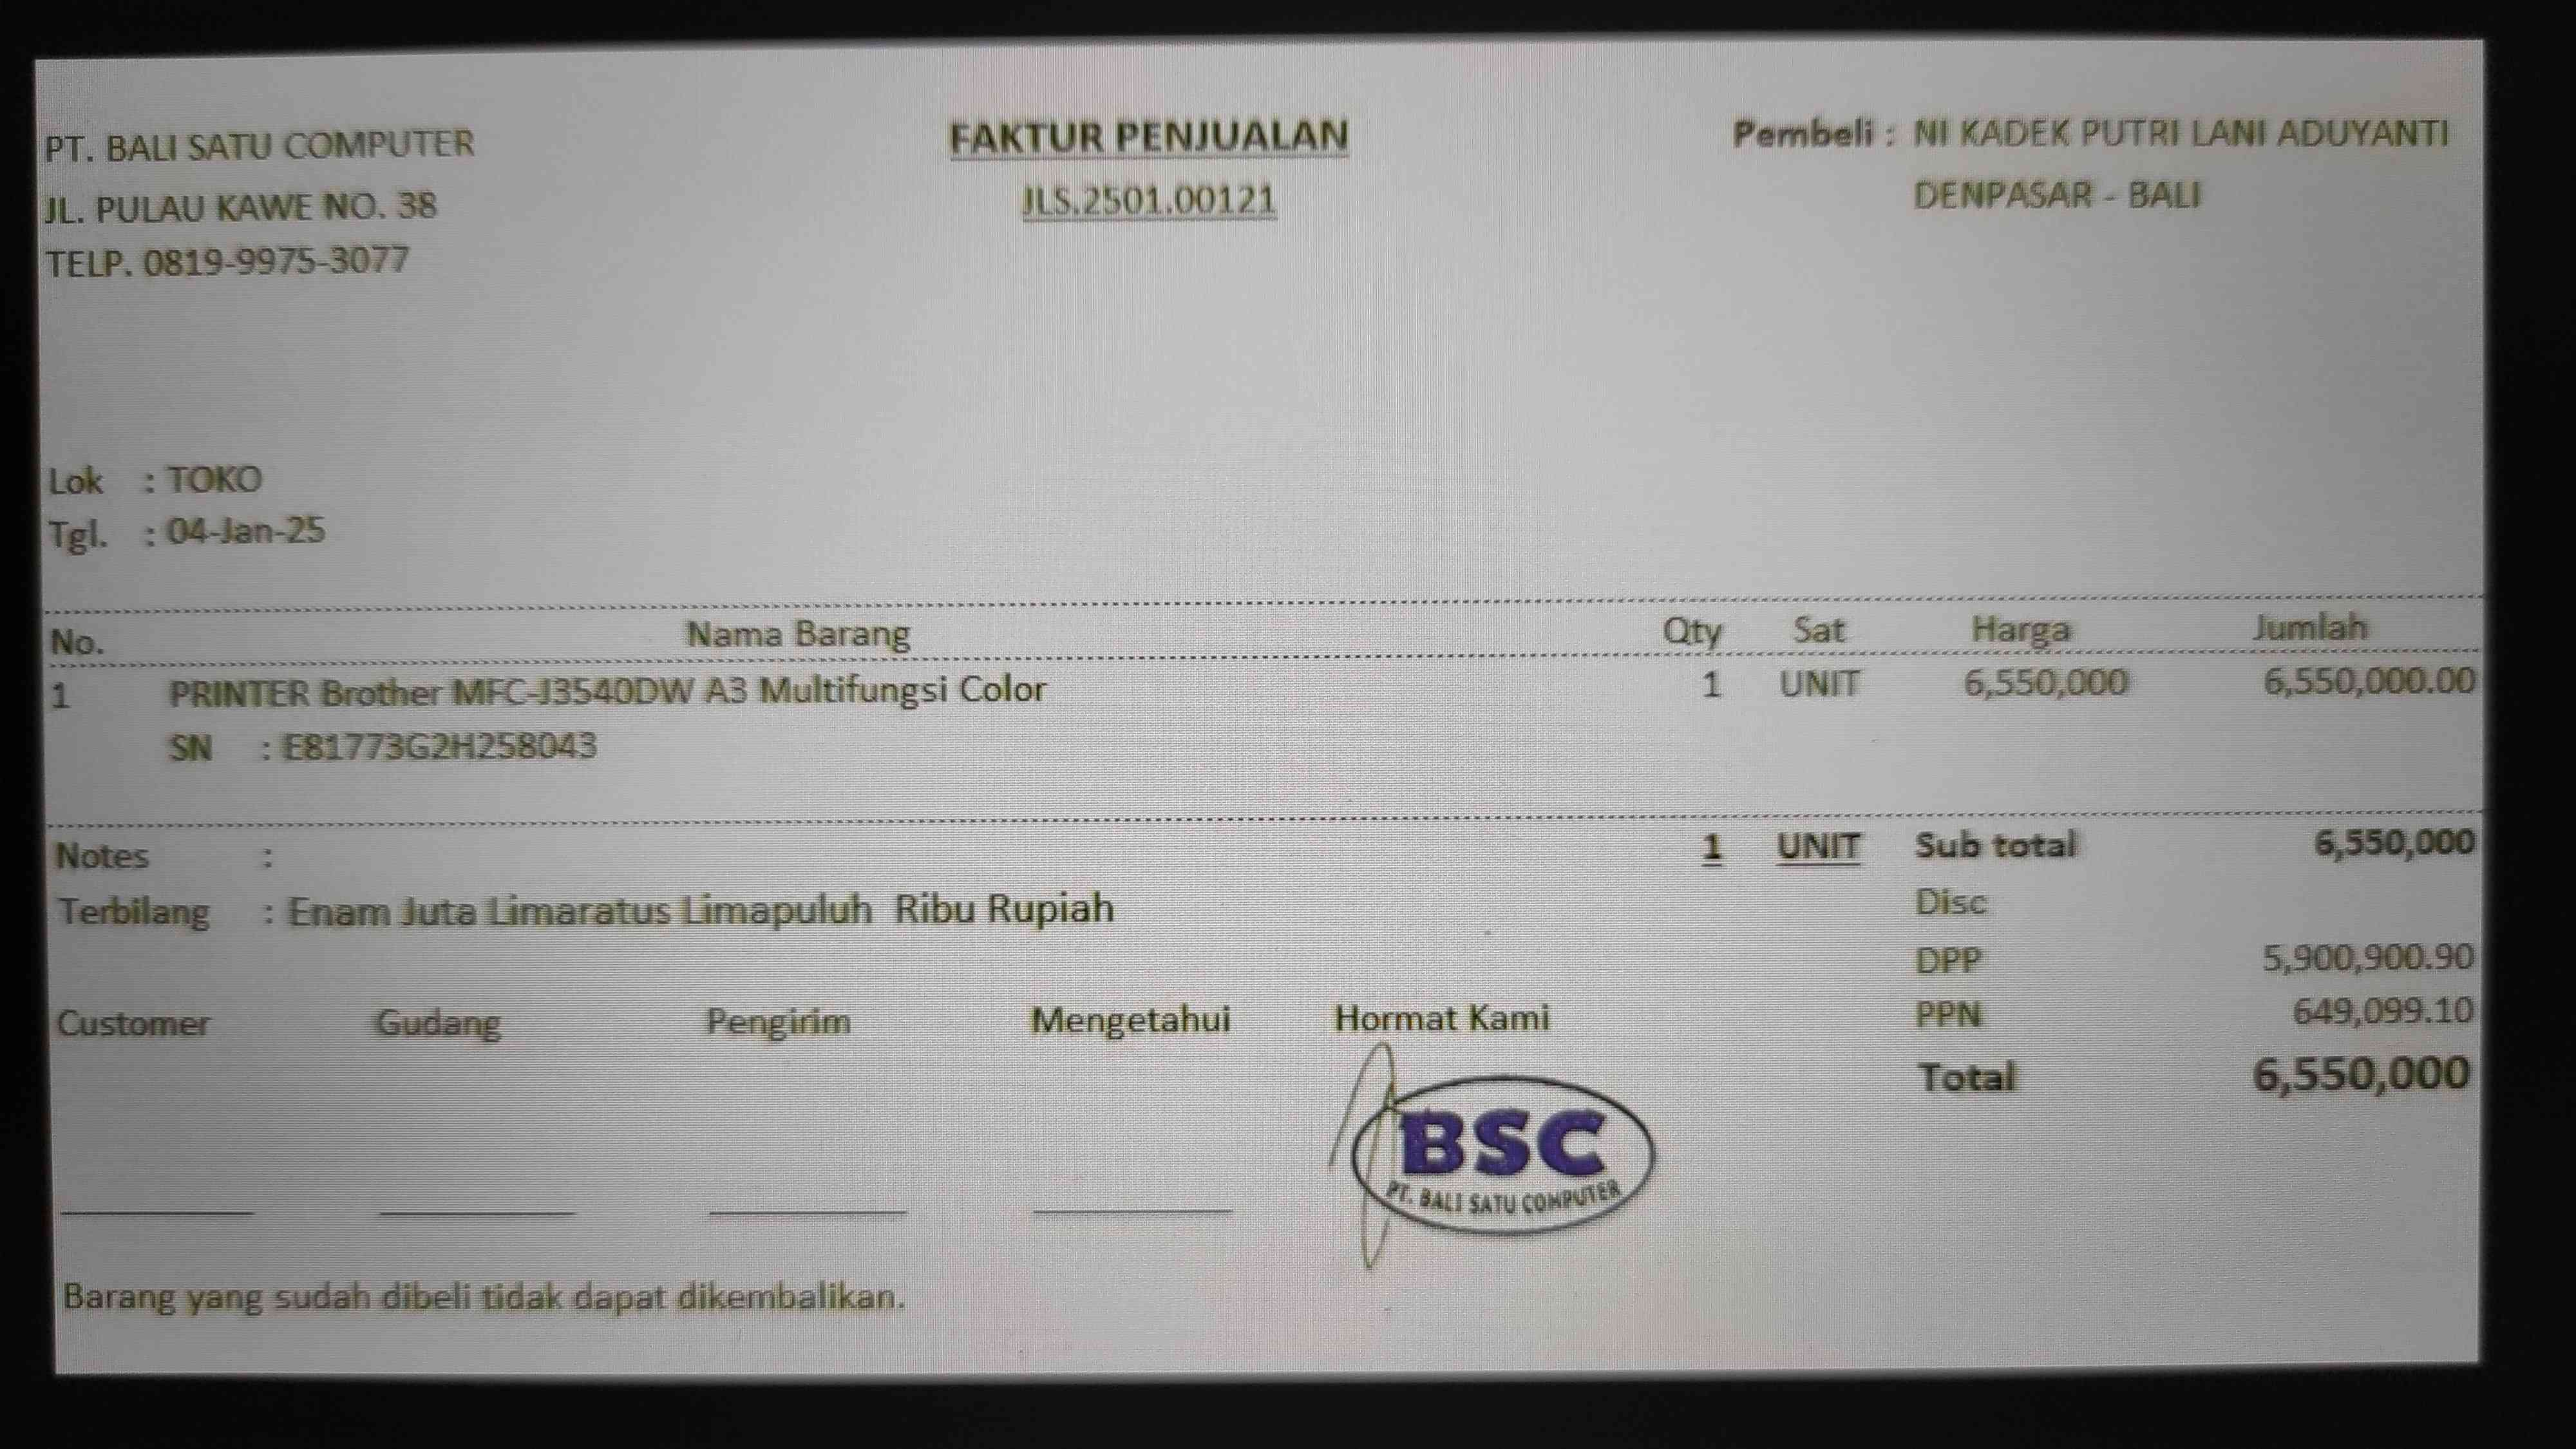 PT. BALI SATU COMPUTER
JL. PULAU KAWE NO. 38
TELP. 0819-9975-3077
FAKTUR PENJUALAN
JLS.2501.00121
Pembeli : NI KADEK PUTRI LANI ADUYANTI
DENPASAR - BALI
Lok : TOKO
Tgl. : 04-Jan-25
No. Nama Barang Qty Sat Harga Jumlah
1 PRINTER Brother MFC-J3540DW A3 Multifungsi Color 1 UNIT 6,550,000 6,550,000.00
SN : E81773G2H258043
Notes : 1 UNIT Sub total 6,550,000
Terbilang : Enam Juta Limaratus Limapuluh Ribu Rupiah
Disc
DPP 5,900,900.90
PPN 649,099.10
Total 6,550,000
Customer Gudang Pengirim Mengetahui Hormat Kami
BSC
PT. BALI SATU COMPUTER
Barang yang sudah dibeli tidak dapat dikembalikan.